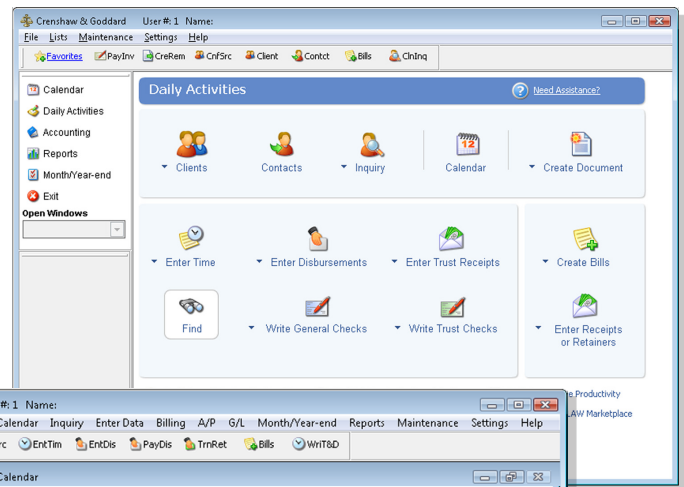 Crenshaw & Goddard User#: 1 Name:
File Lists Maintenance Settings Help
Favorites PayInv CreRem CnfSrc Client Contct Bills ClnInq
Calendar
Daily Activities
Accounting
Reports
Month/Year-end
Exit
Open Windows
Daily Activities
Need Assistance?
12
Clients Contacts Inquiry Calendar Create Document
Enter Time Enter Disbursements Enter Trust Receipts Create Bills
Find Write General Checks Write Trust Checks Enter Receipts
or Retainers
e Productivity
LAW Marketplace
#: 1 Name:
Calendar Inquiry Enter Data Billing A/P G/L Month/Year-end Reports Maintenance Settings Help
rc EntTim EntDis PayDis TrnRet Bills WriT&D
Calendar